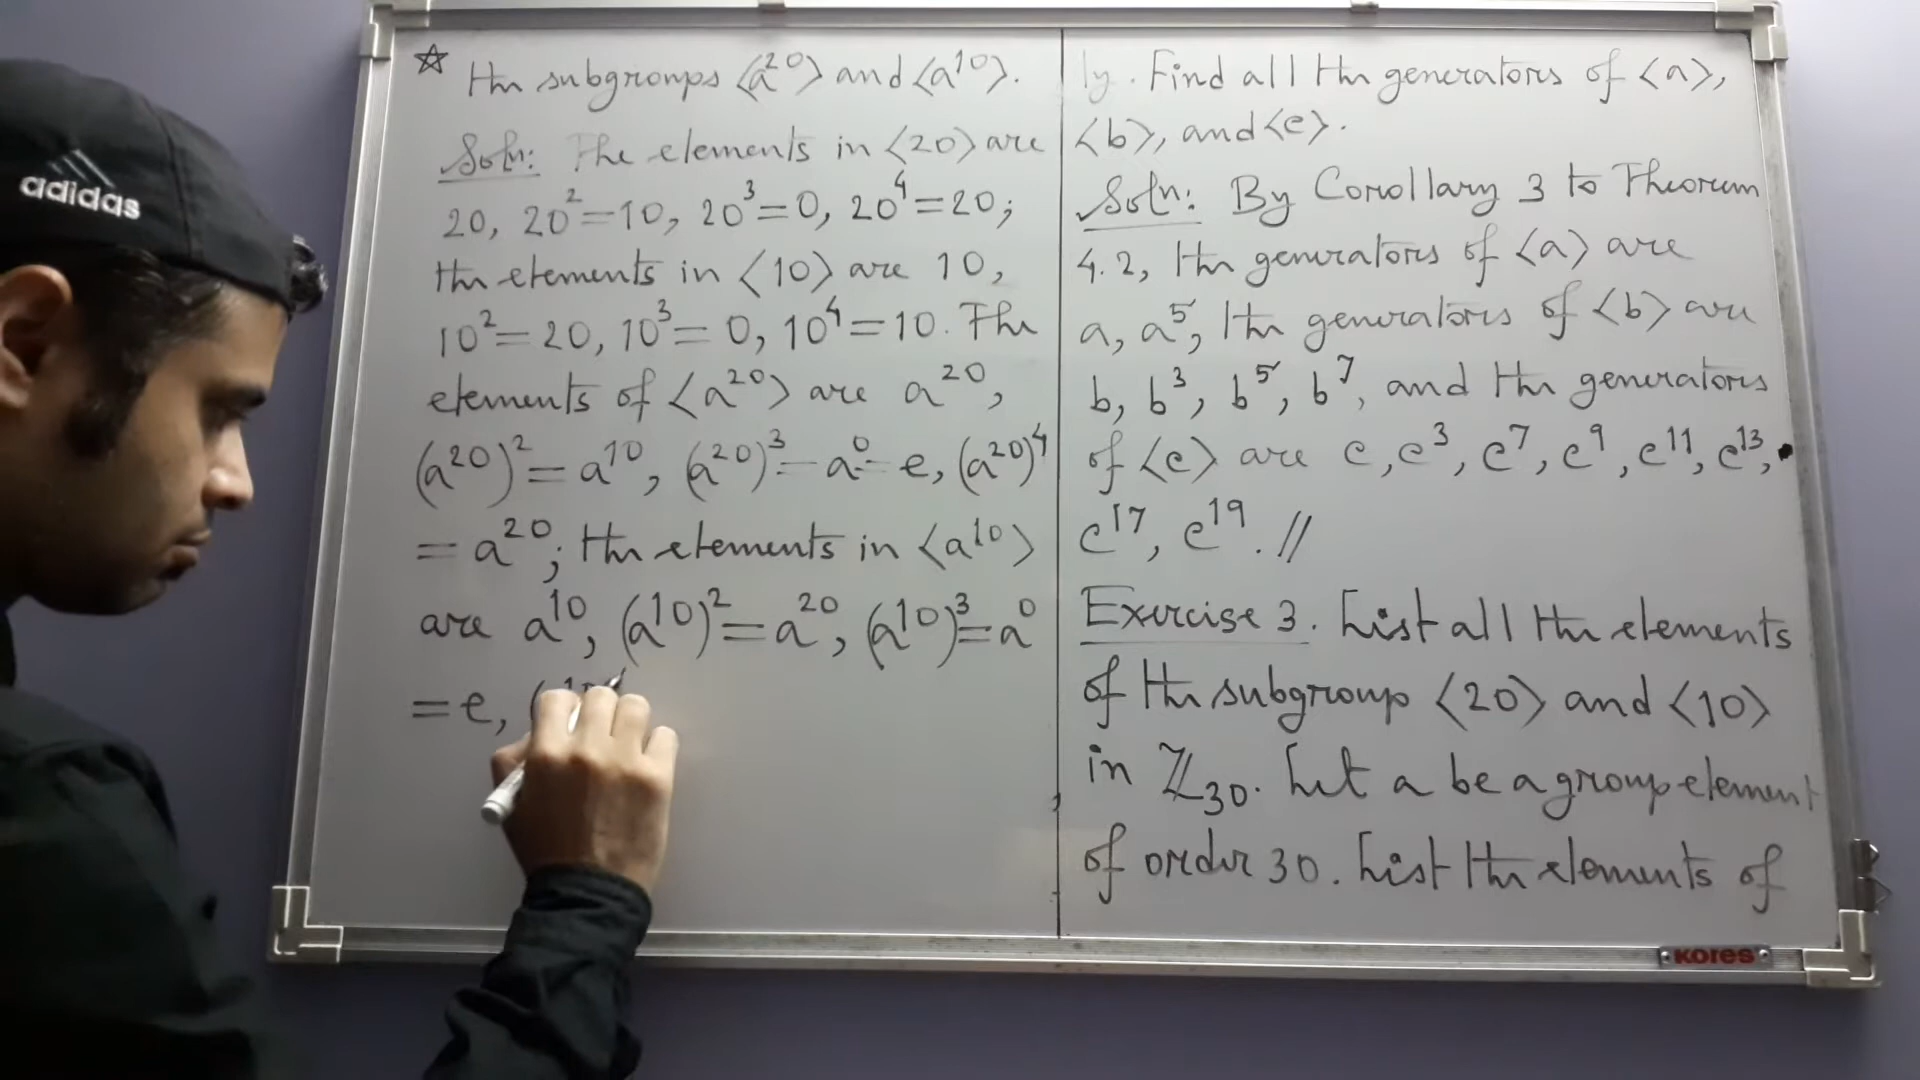 ☆ the subgroups ⟨a²⁰⟩ and ⟨a¹⁰⟩.
Soln: The elements in ⟨20⟩ are
20, 20² = 10, 20³ = 0, 20⁴ = 20;
the elements in ⟨10⟩ are 10,
10² = 20, 10³ = 0, 10⁴ = 10. The
elements of ⟨a²⁰⟩ are a²⁰,
(a²⁰)² = a¹⁰, (a²⁰)³ = a⁰ = e, (a²⁰)⁴
= a²⁰; the elements in ⟨a¹⁰⟩
are a¹⁰, (a¹⁰)² = a²⁰, (a¹⁰)³ = a⁰
= e, (
ly. Find all the generators of ⟨a⟩,
⟨b⟩, and ⟨c⟩.
Soln: By Corollary 3 to Theorem
4.2, the generators of ⟨a⟩ are
a, a⁵, the generators of ⟨b⟩ are
b, b³, b⁵, b⁷, and the generators
of ⟨c⟩ are c, c³, c⁷, c⁹, c¹¹, c¹³,
c¹⁷, c¹⁹. //
Exercise 3. List all the elements
of the subgroup ⟨20⟩ and ⟨10⟩
in ℤ₃₀. Let a be a group element
of order 30. List the elements of
adidas
KORES